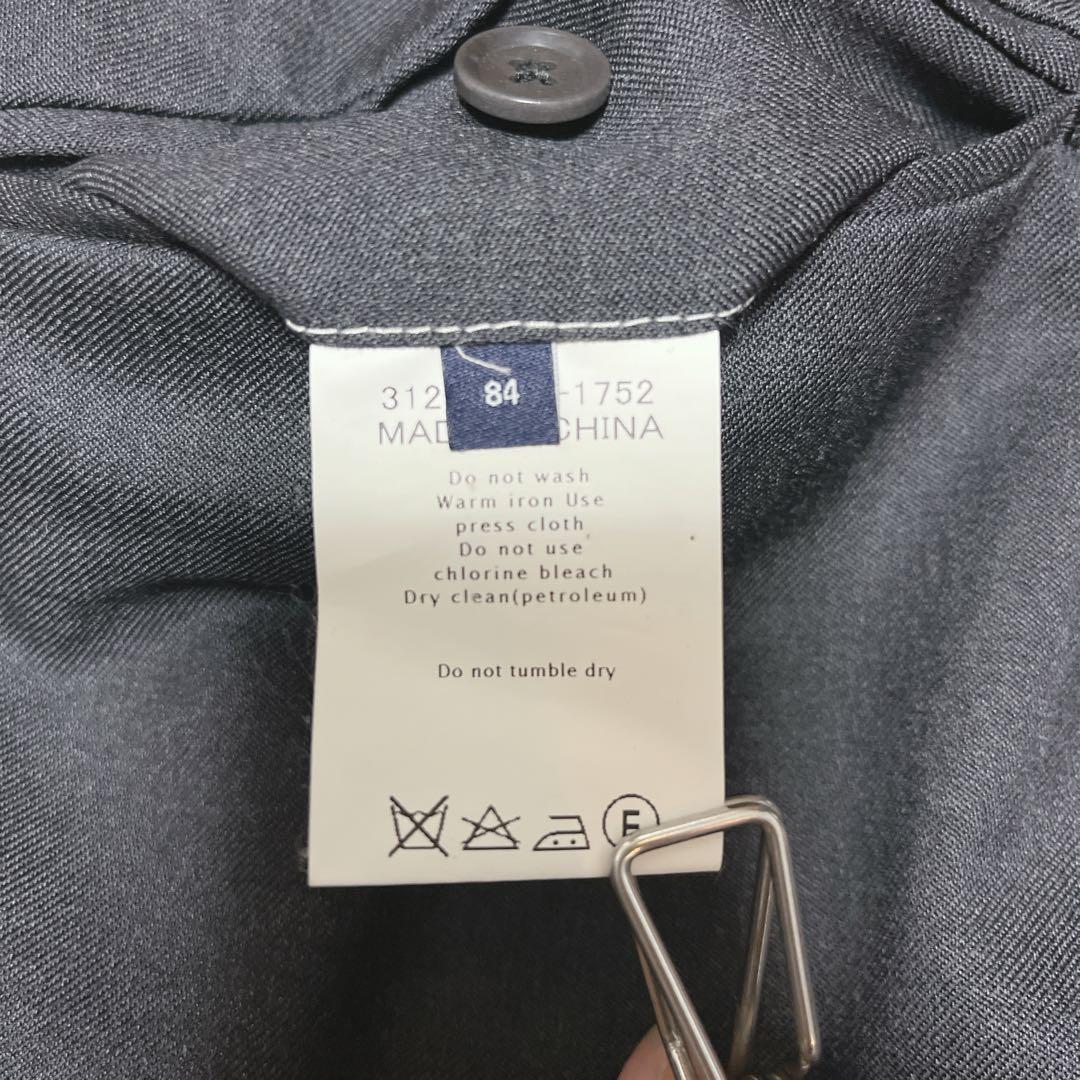 84
312 -1752
MAD CHINA
Do not wash
Warm iron Use
press cloth
Do not use
chlorine bleach
Dry clean(petroleum)
Do not tumble dry
F